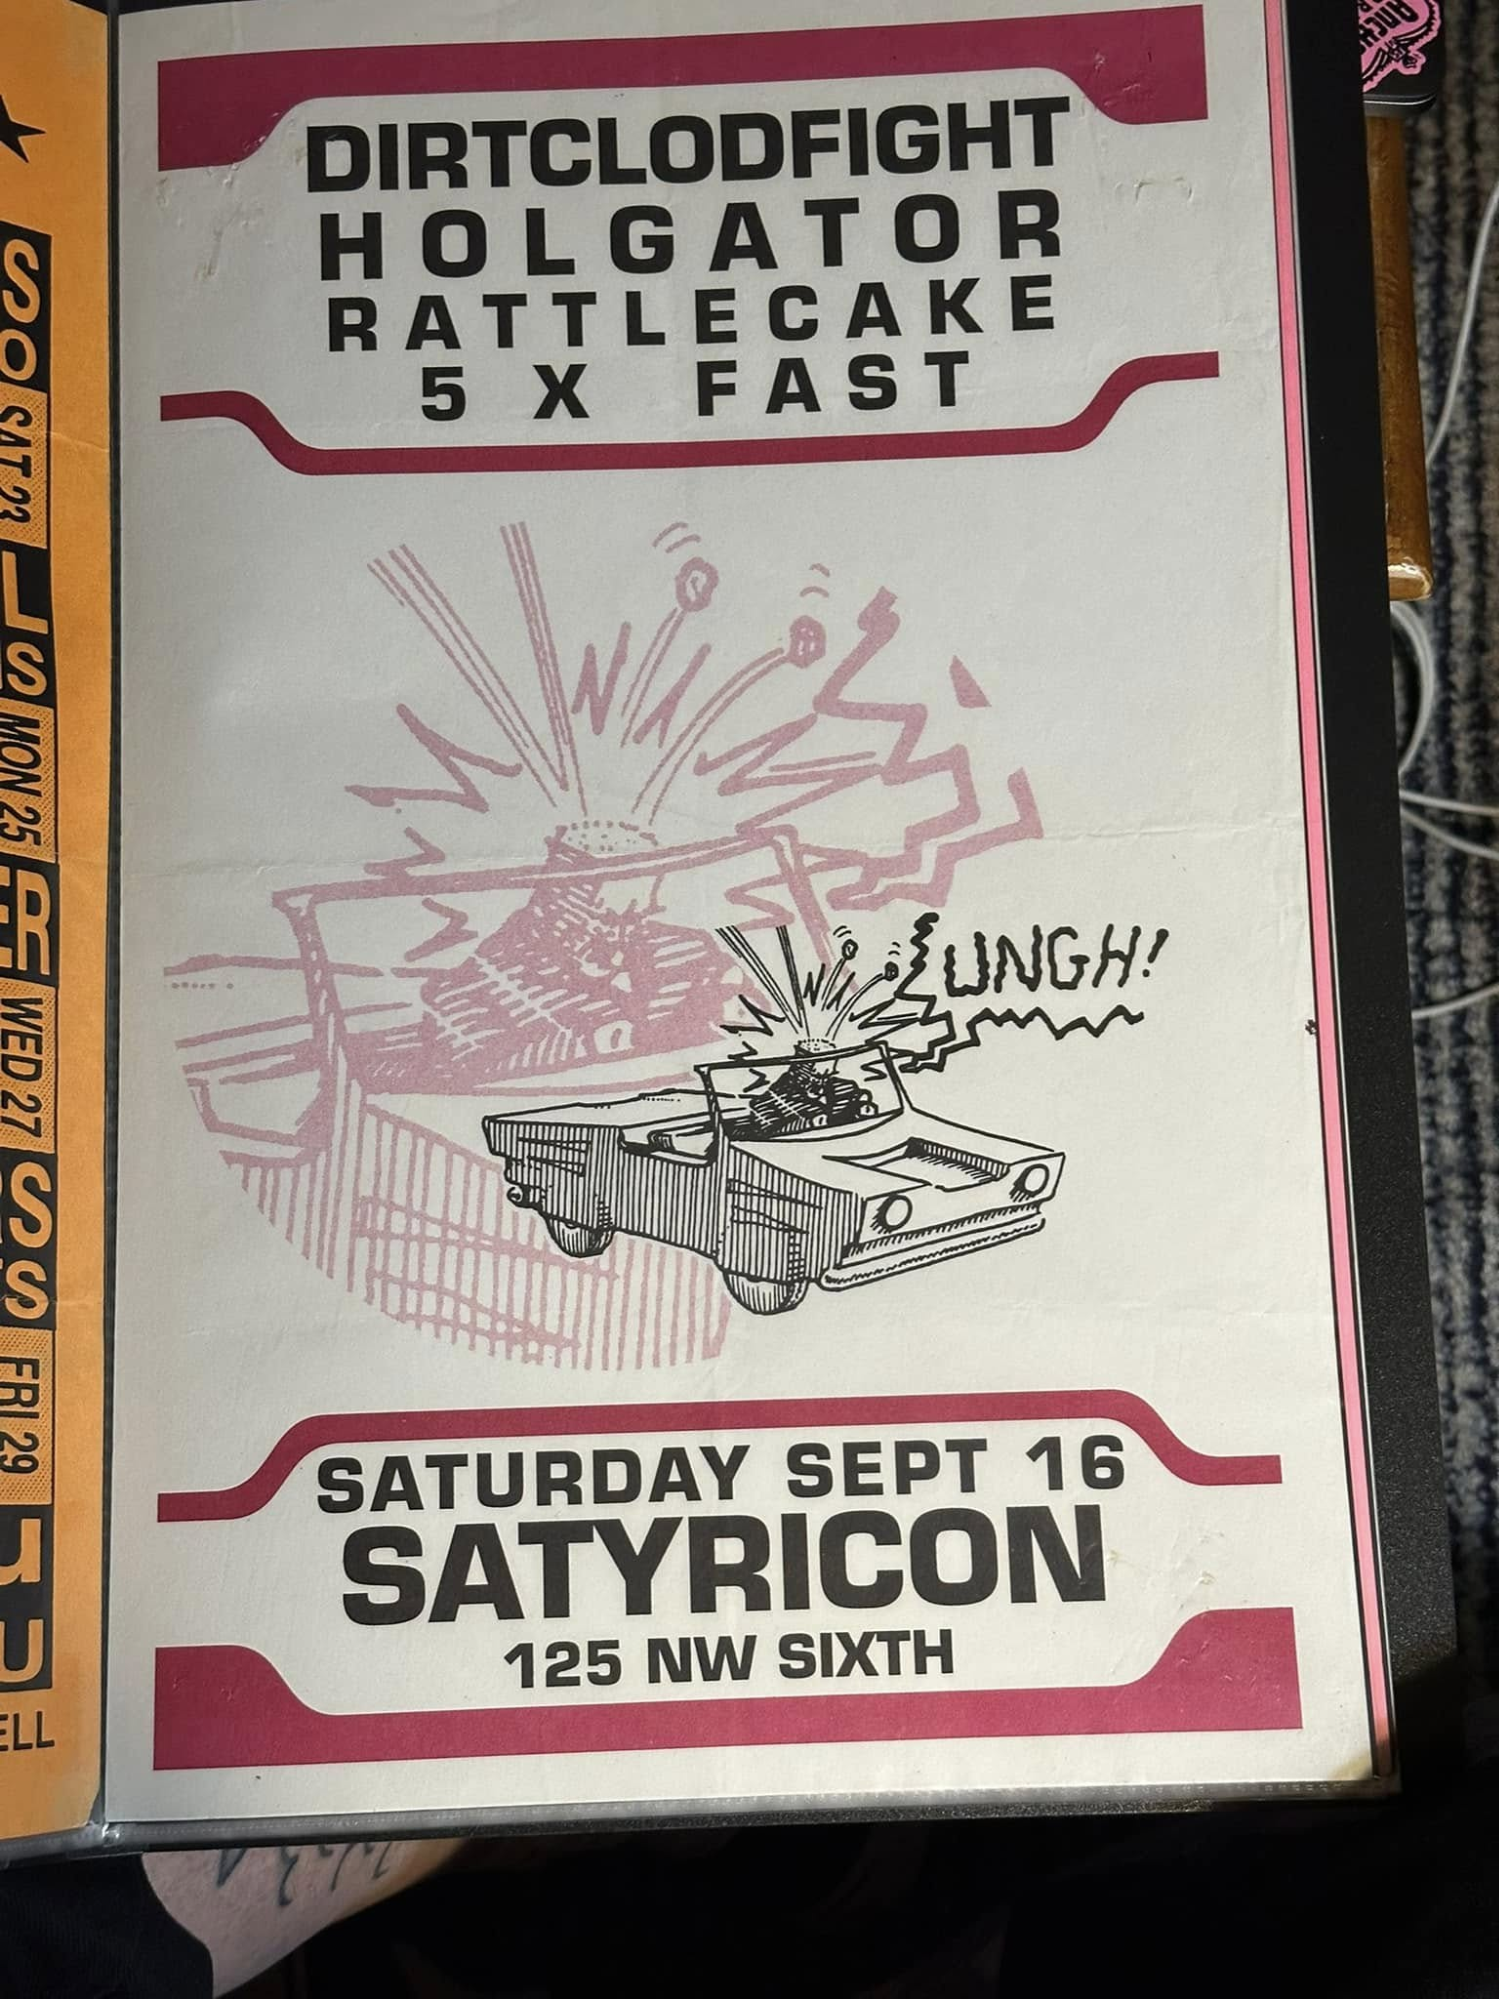 DIRTCLODFIGHT
HOLGATOR
RATTLECAKE
5 X FAST
UNGH!
SATURDAY SEPT 16
SATYRICON
125 NW SIXTH
SAT 23
MON 25
WED 27
FRI 29
ELL